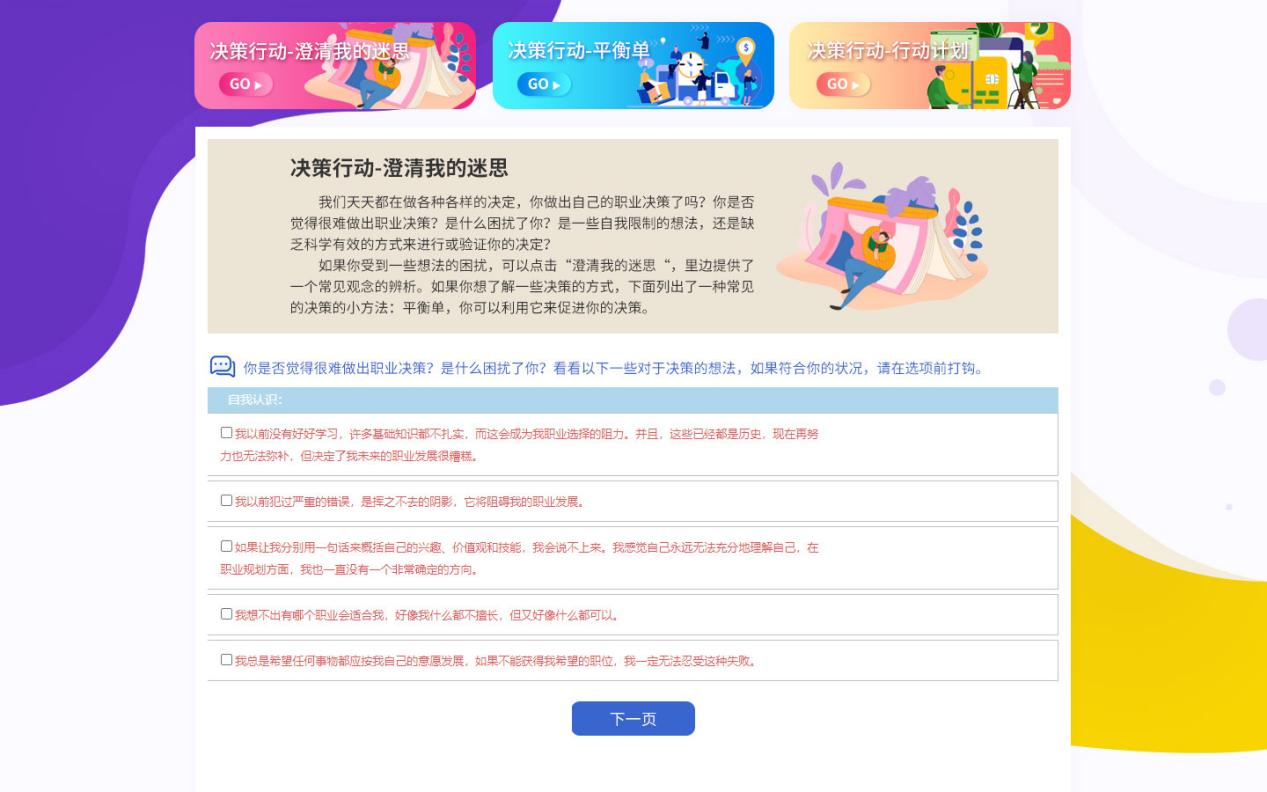 决策行动-澄清我的迷思
GO
决策行动-平衡单
GO
决策行动-行动计划
GO
决策行动-澄清我的迷思
我们天天都在做各种各样的决定，你做出自己的职业决策了吗？你是否
觉得很难做出职业决策？是什么困扰了你？是一些自我限制的想法，还是缺
乏科学有效的方式来进行或验证你的决定？
如果你受到一些想法的困扰，可以点击“澄清我的迷思“，里边提供了
一个常见观念的辨析。如果你想了解一些决策的方式，下面列出了一种常见
的决策的小方法：平衡单，你可以利用它来促进你的决策。
你是否觉得很难做出职业决策？是什么困扰了你？看看以下一些对于决策的想法，如果符合你的状况，请在选项前打钩。
自我认识：
我以前没有好好学习，许多基础知识都不扎实，而这会成为我职业选择的阻力。并且，这些已经都是历史，现在再努
力也无法弥补，但决定了我未来的职业发展很糟糕。
我以前犯过严重的错误，是挥之不去的阴影，它将阻碍我的职业发展。
如果让我分别用一句话来概括自己的兴趣、价值观和技能，我会说不上来。我感觉自己永远无法充分地理解自己，在
职业规划方面，我也一直没有一个非常确定的方向。
我想不出有哪个职业会适合我，好像我什么都不擅长，但又好像什么都可以。
我总是希望任何事物都应按我自己的意愿发展，如果不能获得我希望的职位，我一定无法忍受这种失败。
下一页